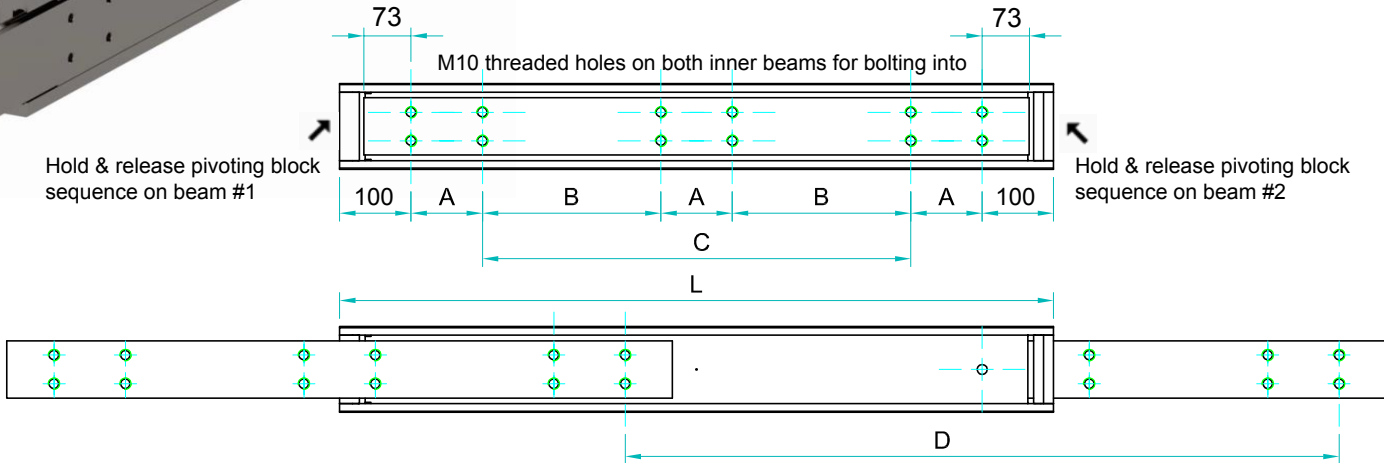 73
73
M10 threaded holes on both inner beams for bolting into
Hold & release pivoting block
sequence on beam #1
Hold & release pivoting block
sequence on beam #2
100
A
B
A
B
A
100
C
L
D